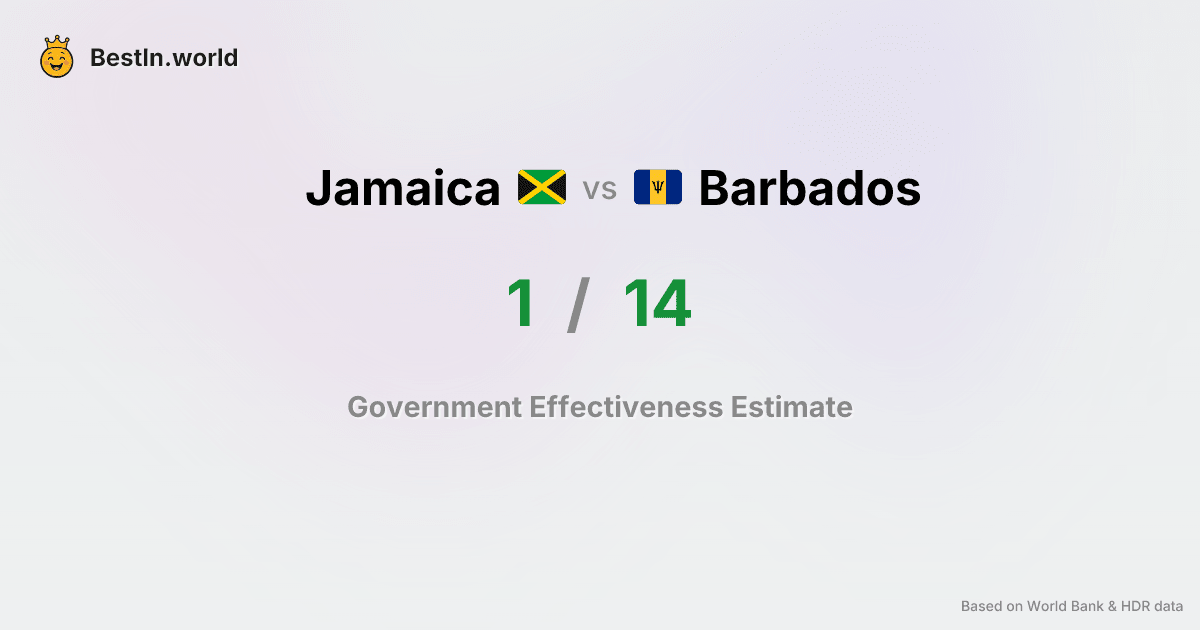 BestIn.world
Jamaica vs Barbados
1 / 14
Government Effectiveness Estimate
Based on World Bank & HDR data